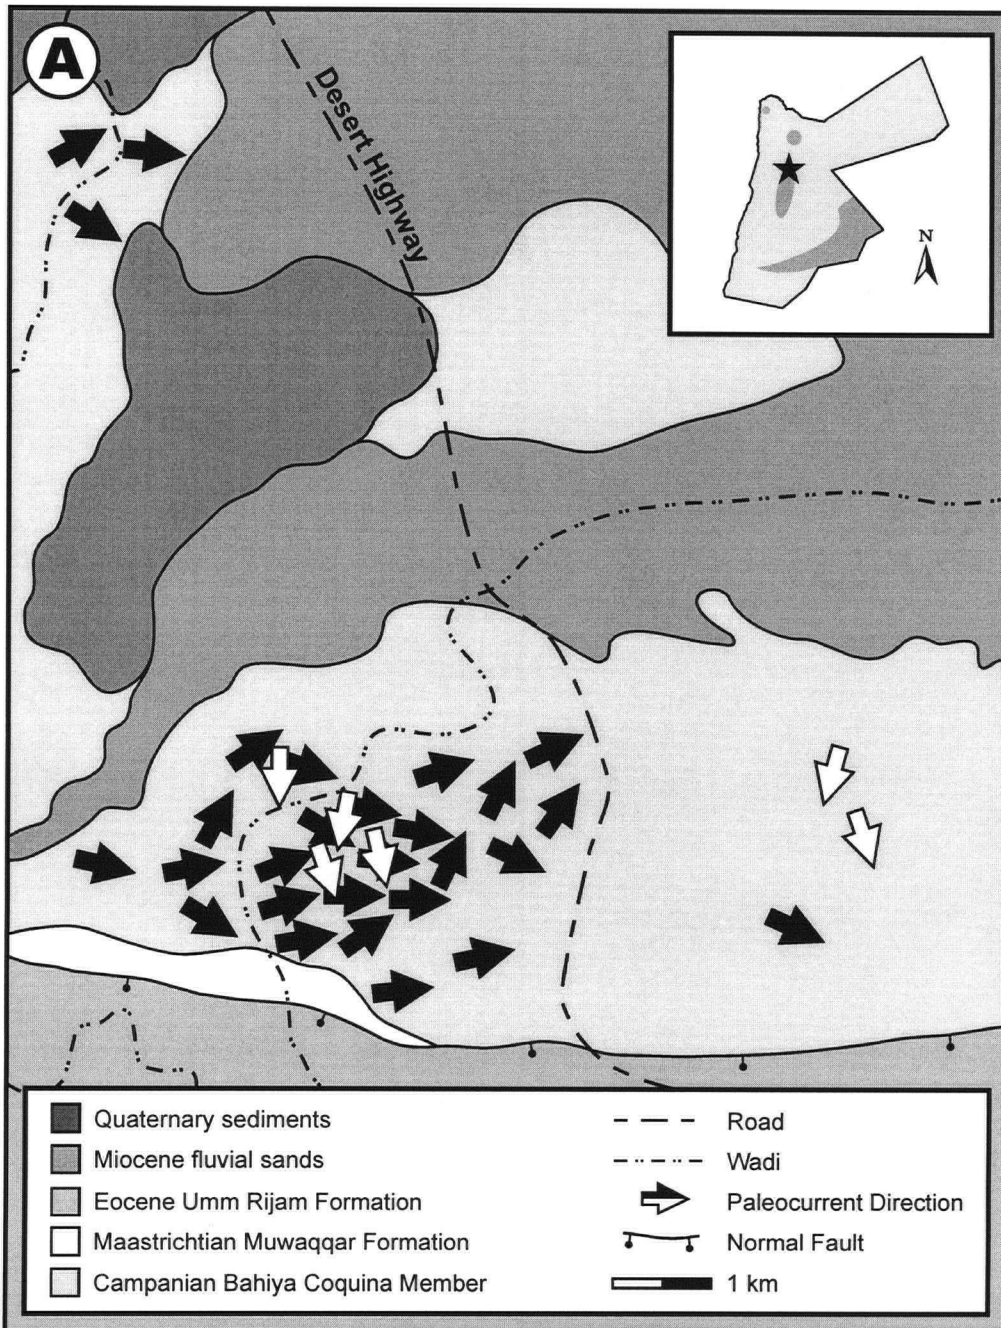 A
Desert Highway
N
Quaternary sediments
Miocene fluvial sands
Eocene Umm Rijam Formation
Maastrichtian Muwaqqar Formation
Campanian Bahiya Coquina Member
Road
Wadi
Paleocurrent Direction
Normal Fault
1 km